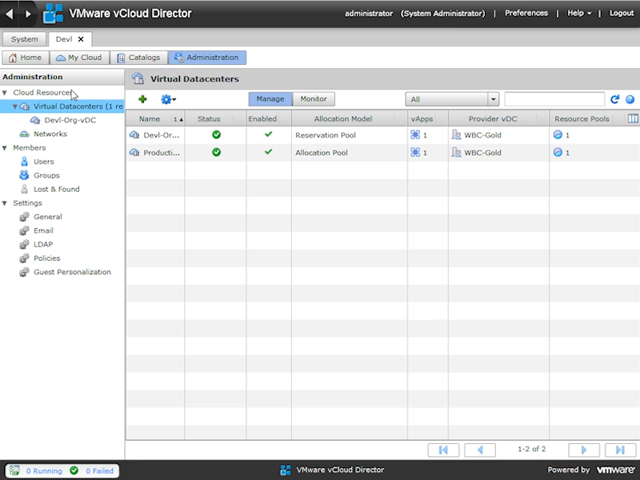 VMware vCloud Director
administrator (System Administrator) | Preferences | Help | Logout
System
Devl
Home
My Cloud
Catalogs
Administration
Administration
Cloud Resources
Virtual Datacenters (1 re
Devl-Org-vDC
Networks
Members
Users
Groups
Lost & Found
Settings
General
Email
LDAP
Policies
Guest Personalization
Virtual Datacenters
Manage
Monitor
All
Name 1 Status Enabled Allocation Model vApps Provider vDC Resource Pools
Devl-Or... Reservation Pool 1 WBC-Gold 1
Producti... Allocation Pool 1 WBC-Gold 1
1-2 of 2
0 Running 0 Failed
VMware vCloud Director
Powered by vmware